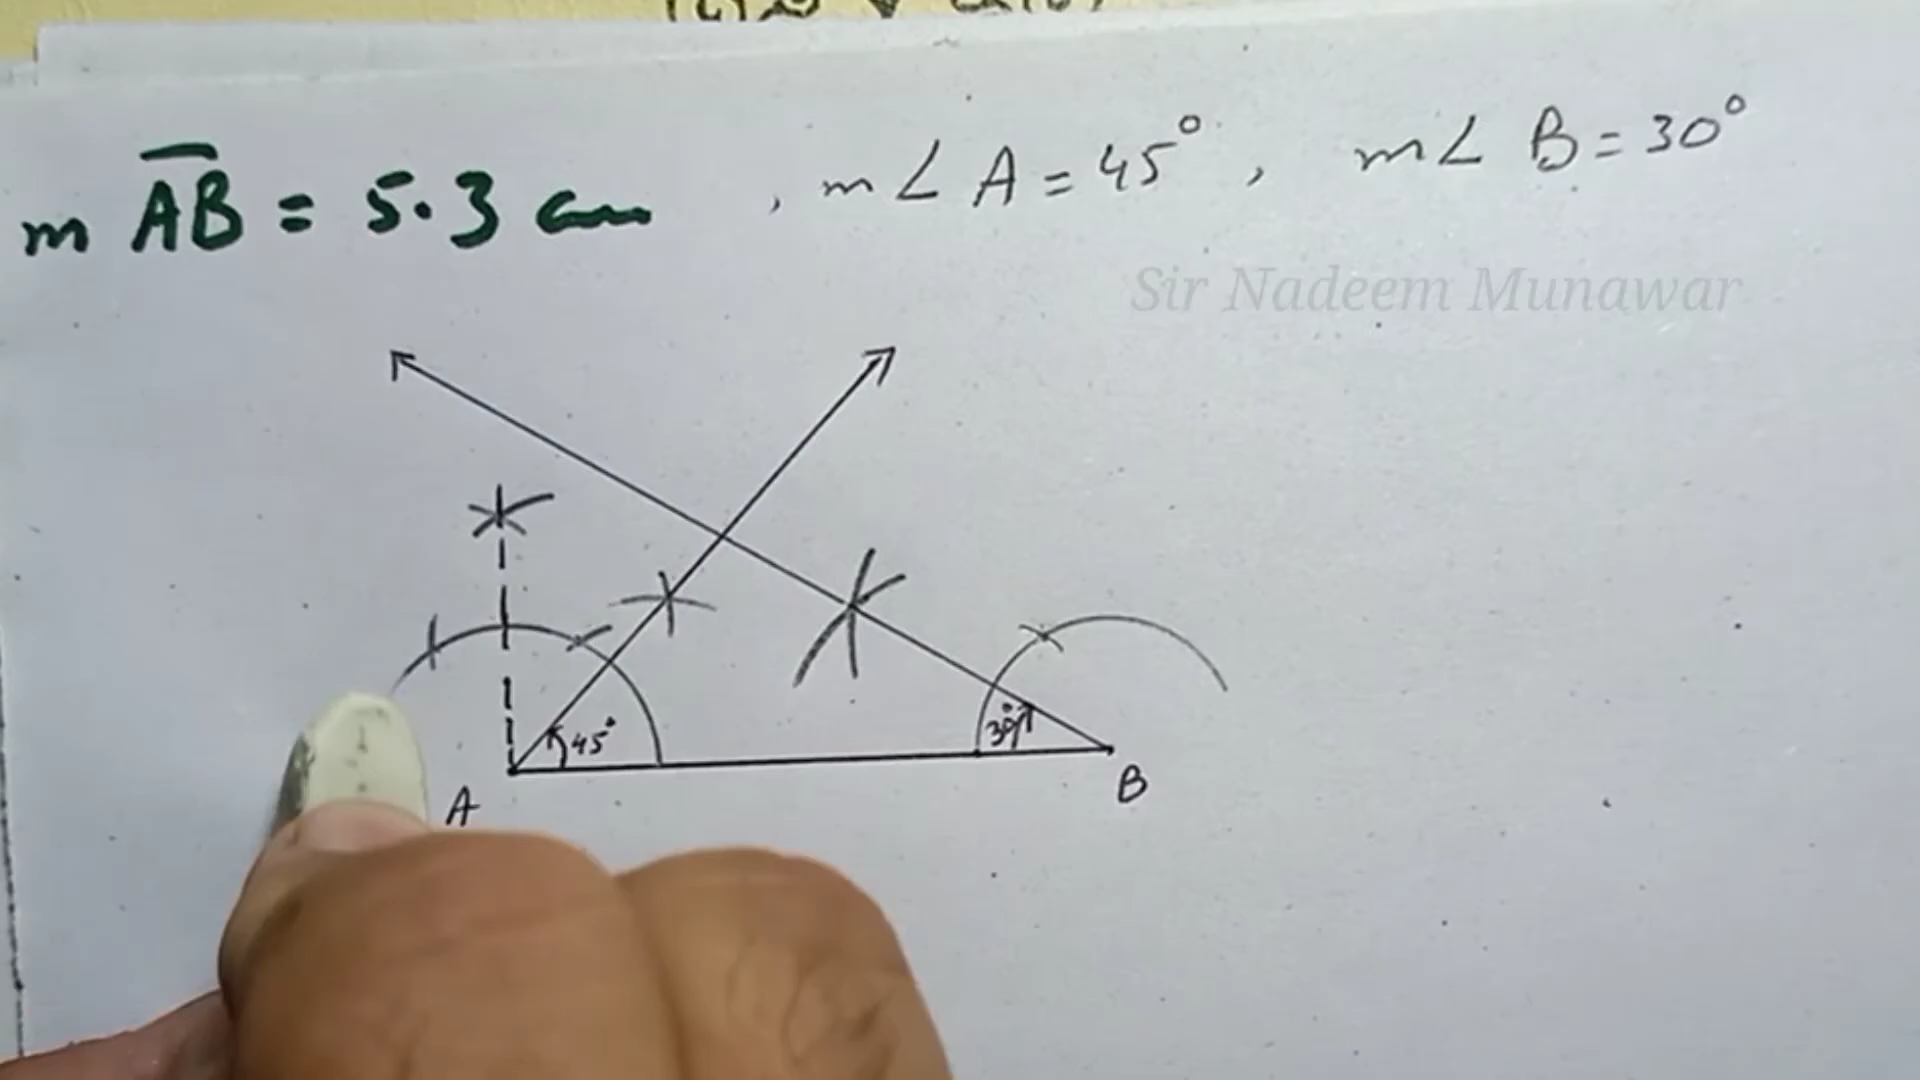 m AB = 5.3 cm , m∠A = 45°, m∠B = 30°
Sir Nadeem Munawar
45° 30°
A B